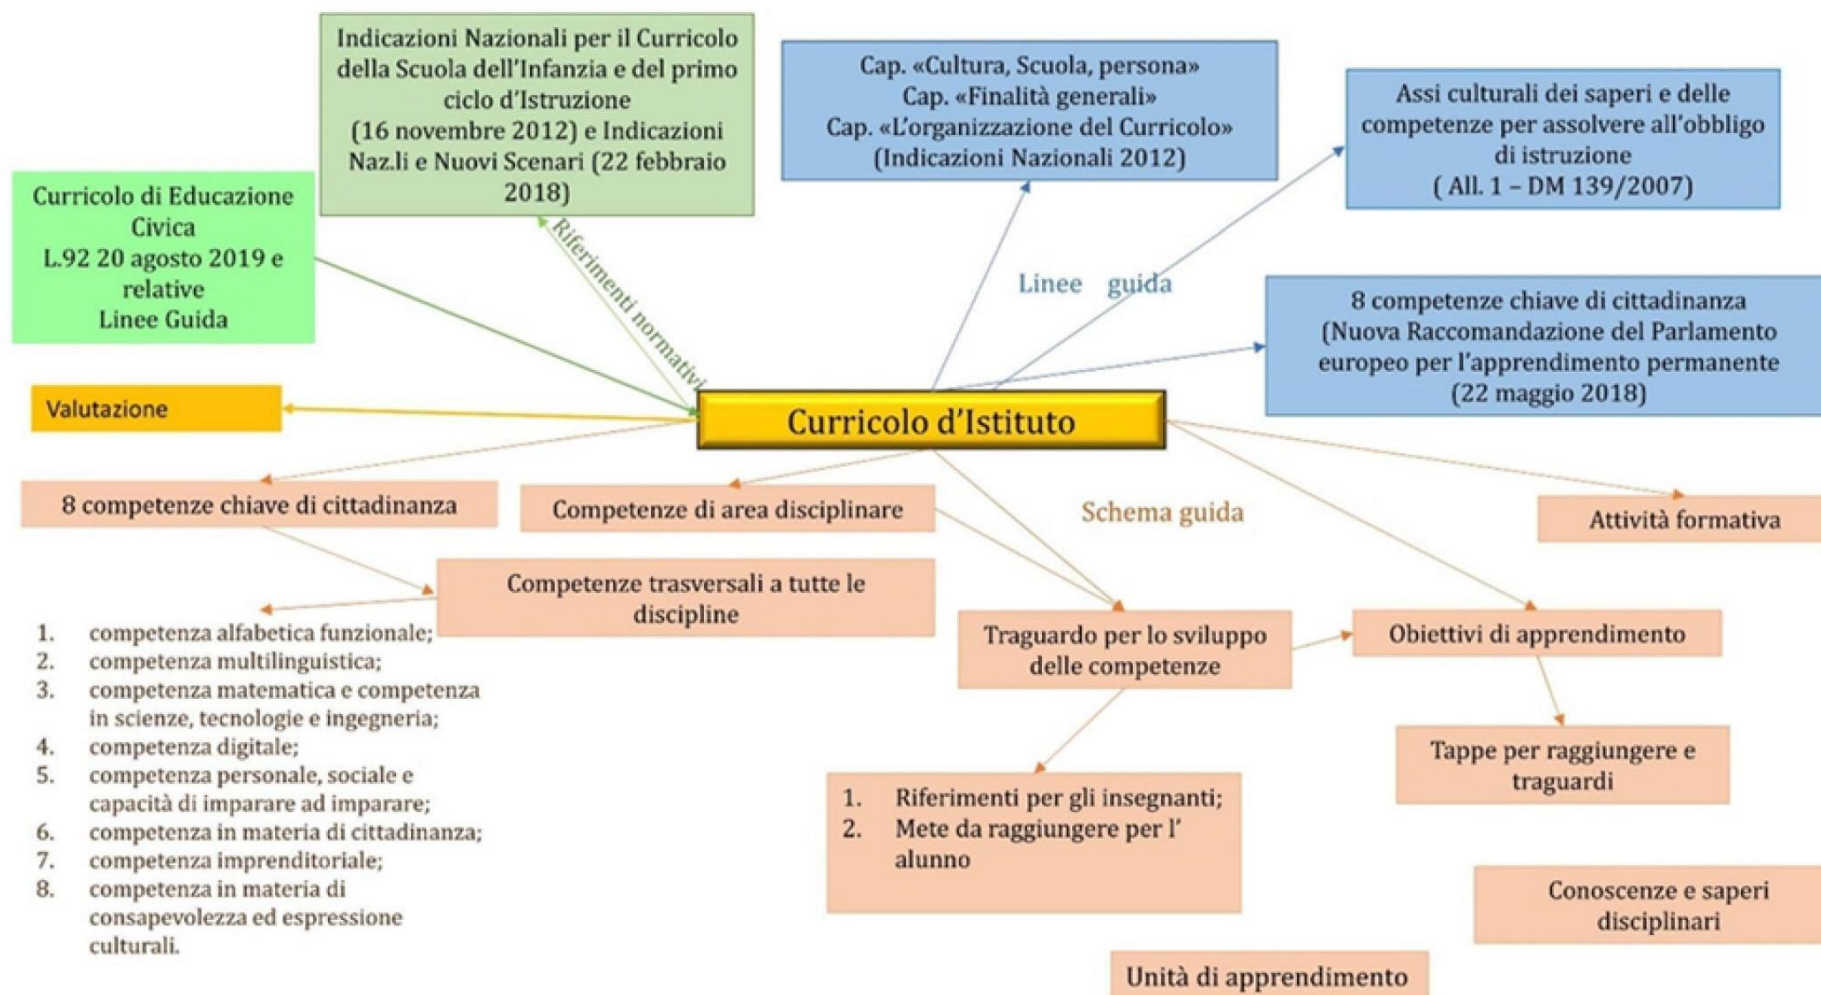 Indicazioni Nazionali per il Curricolo
della Scuola dell'Infanzia e del primo
ciclo d'Istruzione
(16 novembre 2012) e Indicazioni
Naz.li e Nuovi Scenari (22 febbraio
2018)
Cap. «Cultura, Scuola, persona»
Cap. «Finalità generali»
Cap. «L'organizzazione del Curricolo»
(Indicazioni Nazionali 2012)
Assi culturali dei saperi e delle
competenze per assolvere all'obbligo
di istruzione
( All. 1 – DM 139/2007)
Curricolo di Educazione
Civica
L.92 20 agosto 2019 e
relative
Linee Guida
Riferimenti normativi
Linee guida
8 competenze chiave di cittadinanza
(Nuova Raccomandazione del Parlamento
europeo per l'apprendimento permanente
(22 maggio 2018)
Valutazione
Curricolo d'Istituto
8 competenze chiave di cittadinanza
Competenze di area disciplinare
Schema guida
Attività formativa
Competenze trasversali a tutte le
discipline
1. competenza alfabetica funzionale;
2. competenza multilinguistica;
3. competenza matematica e competenza
in scienze, tecnologie e ingegneria;
4. competenza digitale;
5. competenza personale, sociale e
capacità di imparare ad imparare;
6. competenza in materia di cittadinanza;
7. competenza imprenditoriale;
8. competenza in materia di
consapevolezza ed espressione
culturali.
Traguardo per lo sviluppo
delle competenze
Obiettivi di apprendimento
Tappe per raggiungere e
traguardi
1. Riferimenti per gli insegnanti;
2. Mete da raggiungere per l'
alunno
Conoscenze e saperi
disciplinari
Unità di apprendimento